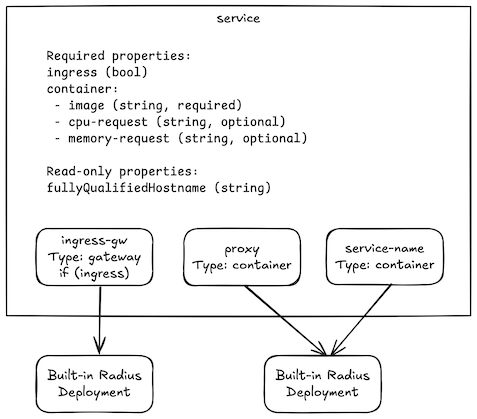 service
Required properties:
ingress (bool)
container:
- image (string, required)
- cpu-request (string, optional)
- memory-request (string, optional)
Read-only properties:
fullyQualifiedHostname (string)
ingress-gw
Type: gateway
if (ingress)
proxy
Type: container
service-name
Type: container
Built-in Radius
Deployment
Built-in Radius
Deployment